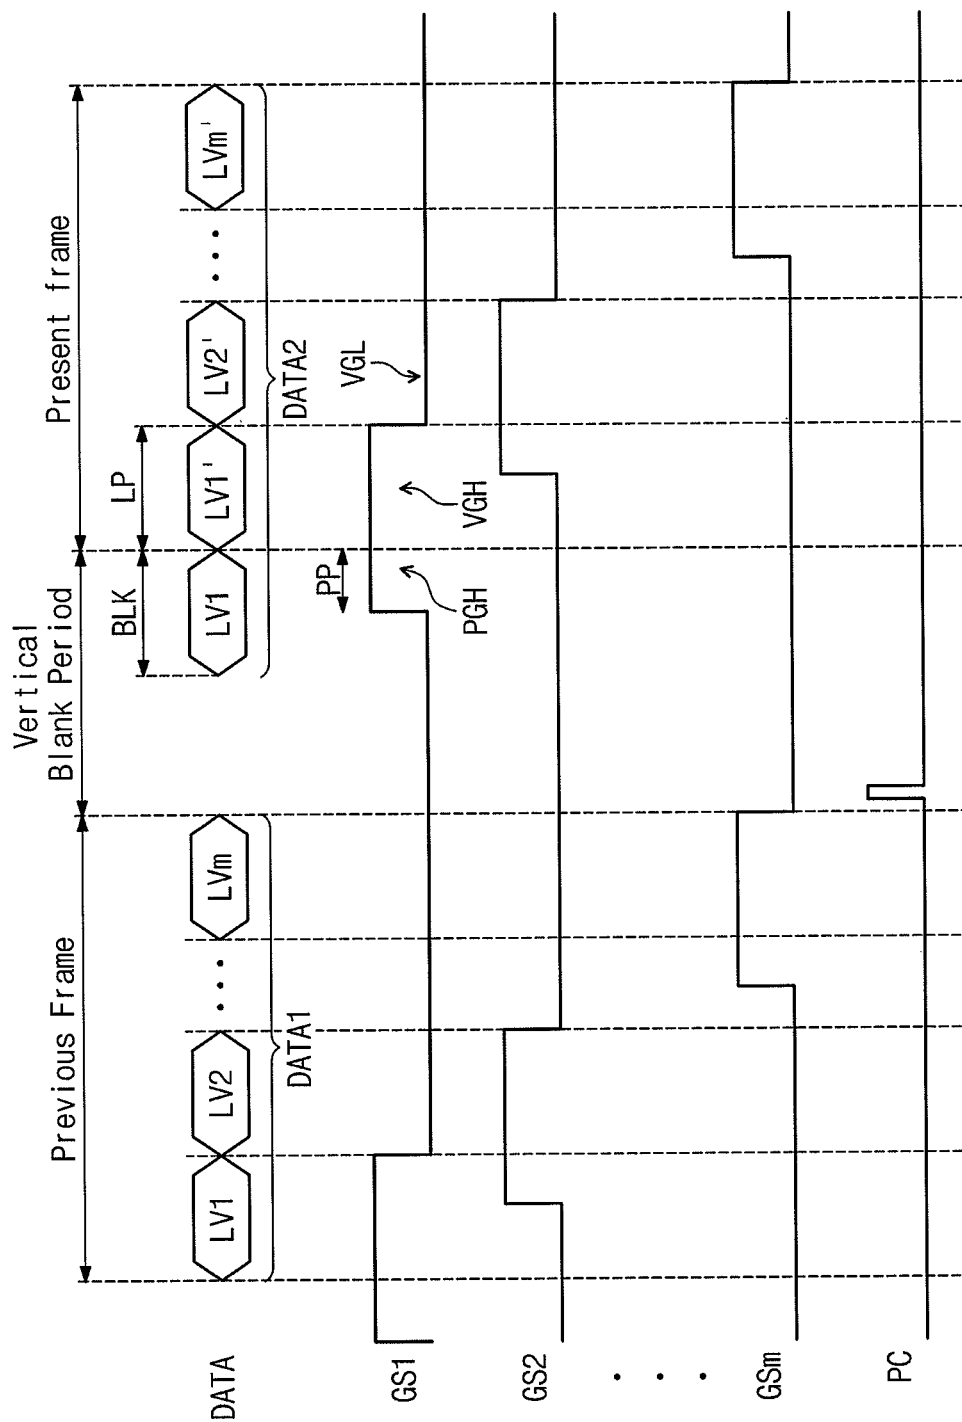 Previous Frame
Vertical
Blank Period
Present frame
BLK
LP
DATA
LV1
LV2
• • •
LVm
LV1
LV1'
LV2'
• • •
LVm'
DATA1
DATA2
GS1
PP
PGH
VGH
VGL
GS2
• • •
GSm
PC